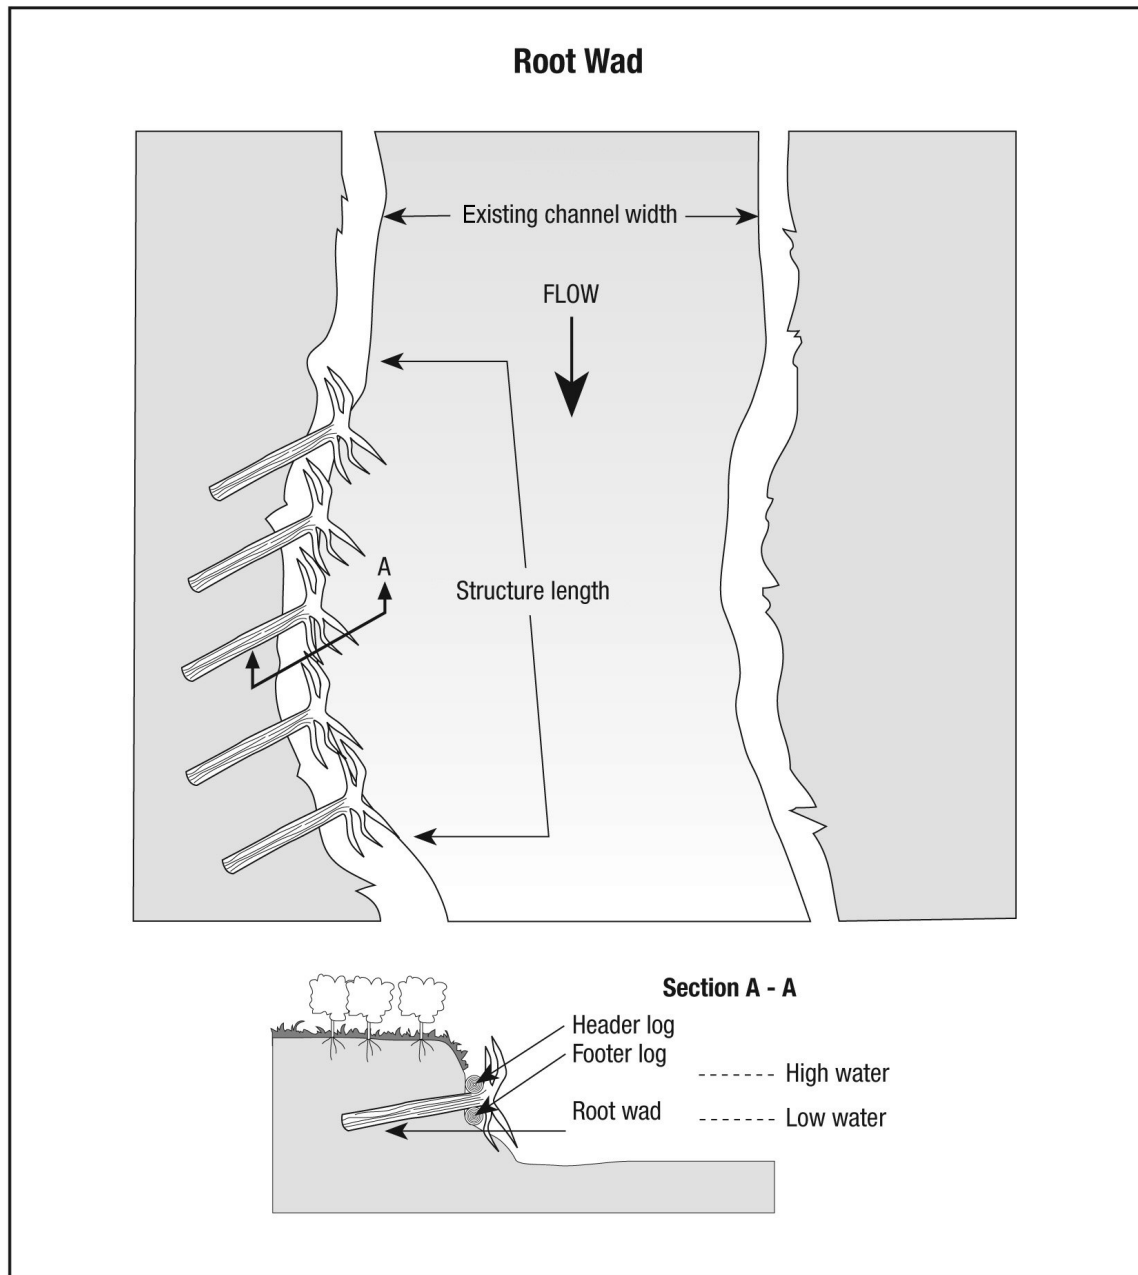 Root Wad
Existing channel width
FLOW
A
Structure length
Section A - A
Header log
Footer log
High water
Root wad
Low water